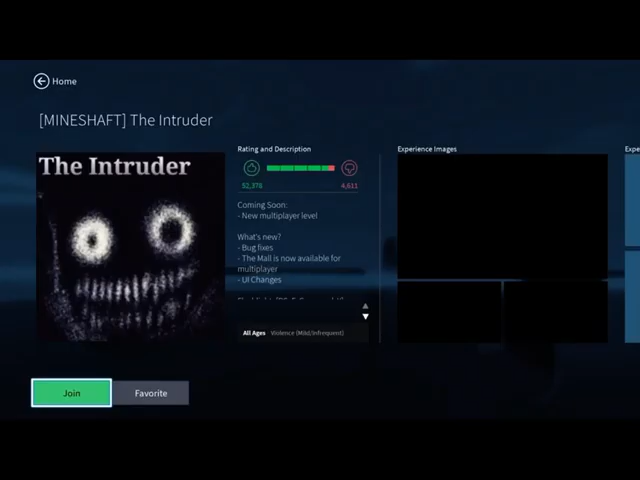 Home
[MINESHAFT] The Intruder
The Intruder
Rating and Description
52,378
4,611
Coming Soon:
- New multiplayer level
What's new?
- Bug fixes
- The Mall is now available for
multiplayer
- UI Changes
All Ages Violence (Mild/Infrequent)
Experience Images
Expe
Join
Favorite